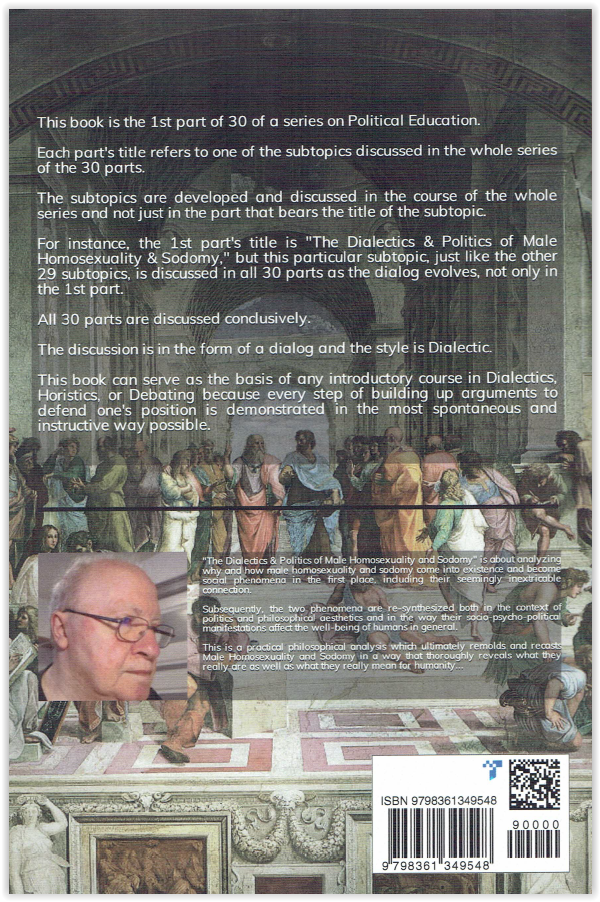 This book is the 1st part of 30 of a series on Political Education.
Each part's title refers to one of the subtopics discussed in the whole series
of the 30 parts.
The subtopics are developed and discussed in the course of the whole
series and not just in the part that bears the title of the subtopic.
For instance, the 1st part's title is "The Dialectics & Politics of Male
Homosexuality & Sodomy," but this particular subtopic, just like the other
29 subtopics, is discussed in all 30 parts as the dialog evolves, not only in
the 1st part.
All 30 parts are discussed conclusively.
The discussion is in the form of a dialog and the style is Dialectic.
This book can serve as the basis of any introductory course in Dialectics,
Horistics, or Debating because every step of building up arguments to
defend one's position is demonstrated in the most spontaneous and
instructive way possible.
"The Dialectics & Politics of Male Homosexuality and Sodomy" is about analyzing
why and how male homosexuality and sodomy come into existence and become
social phenomena in the first place, including their seemingly inextricable
connection.
Subsequently, the two phenomena are re-synthesized both in the context of
politics and philosophical aesthetics and in the way their socio-psycho-political
manifestations affect the well-being of humans in general.
This is a practical philosophical analysis which ultimately remolds and recasts
Male Homosexuality and Sodomy in a way that thoroughly reveals what they
really are as well as what they really mean for humanity...
ISBN 9798361349548
90000
9 798361 349548